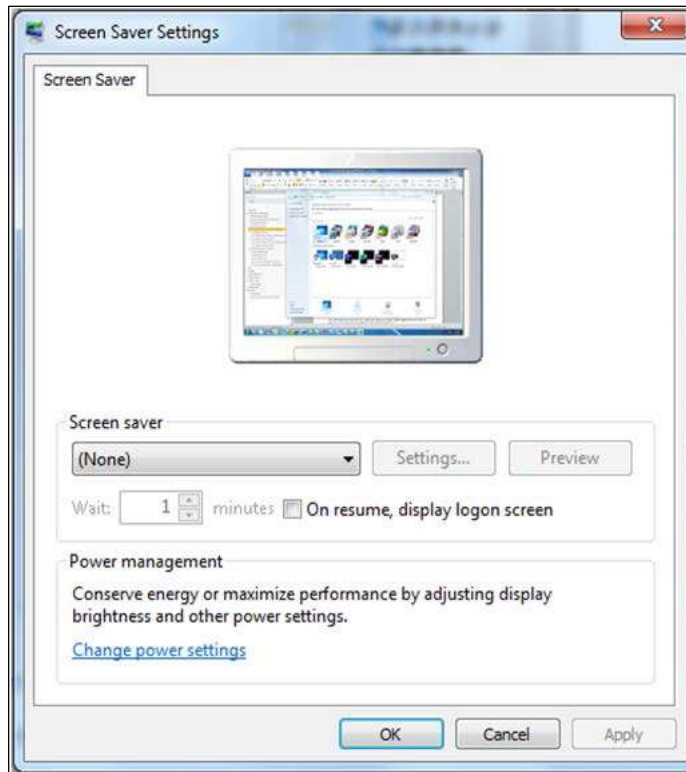 Screen Saver Settings
Screen Saver
Screen saver
(None)
Settings...
Preview
Wait: 1 minutes On resume, display logon screen
Power management
Conserve energy or maximize performance by adjusting display
brightness and other power settings.
Change power settings
OK
Cancel
Apply